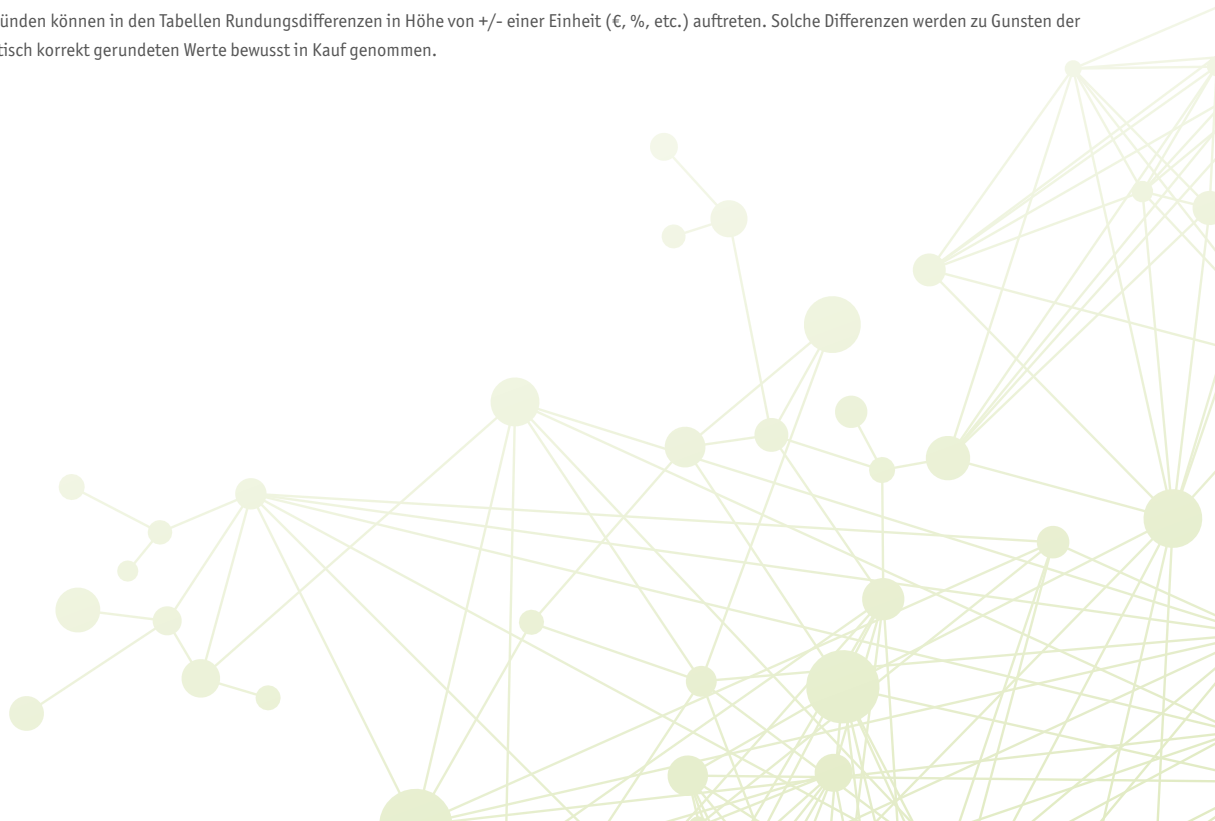 ünden können in den Tabellen Rundungsdifferenzen in Höhe von +/- einer Einheit (€, %, etc.) auftreten. Solche Differenzen werden zu Gunsten der
tisch korrekt gerundeten Werte bewusst in Kauf genommen.